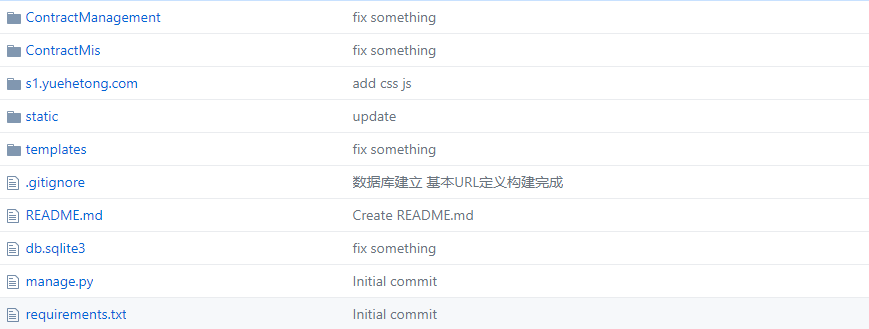 ContractManagement fix something
ContractMis fix something
s1.yuehetong.com add css js
static update
templates fix something
.gitignore 数据库建立 基本URL定义构建完成
README.md Create README.md
db.sqlite3 fix something
manage.py Initial commit
requirements.txt Initial commit